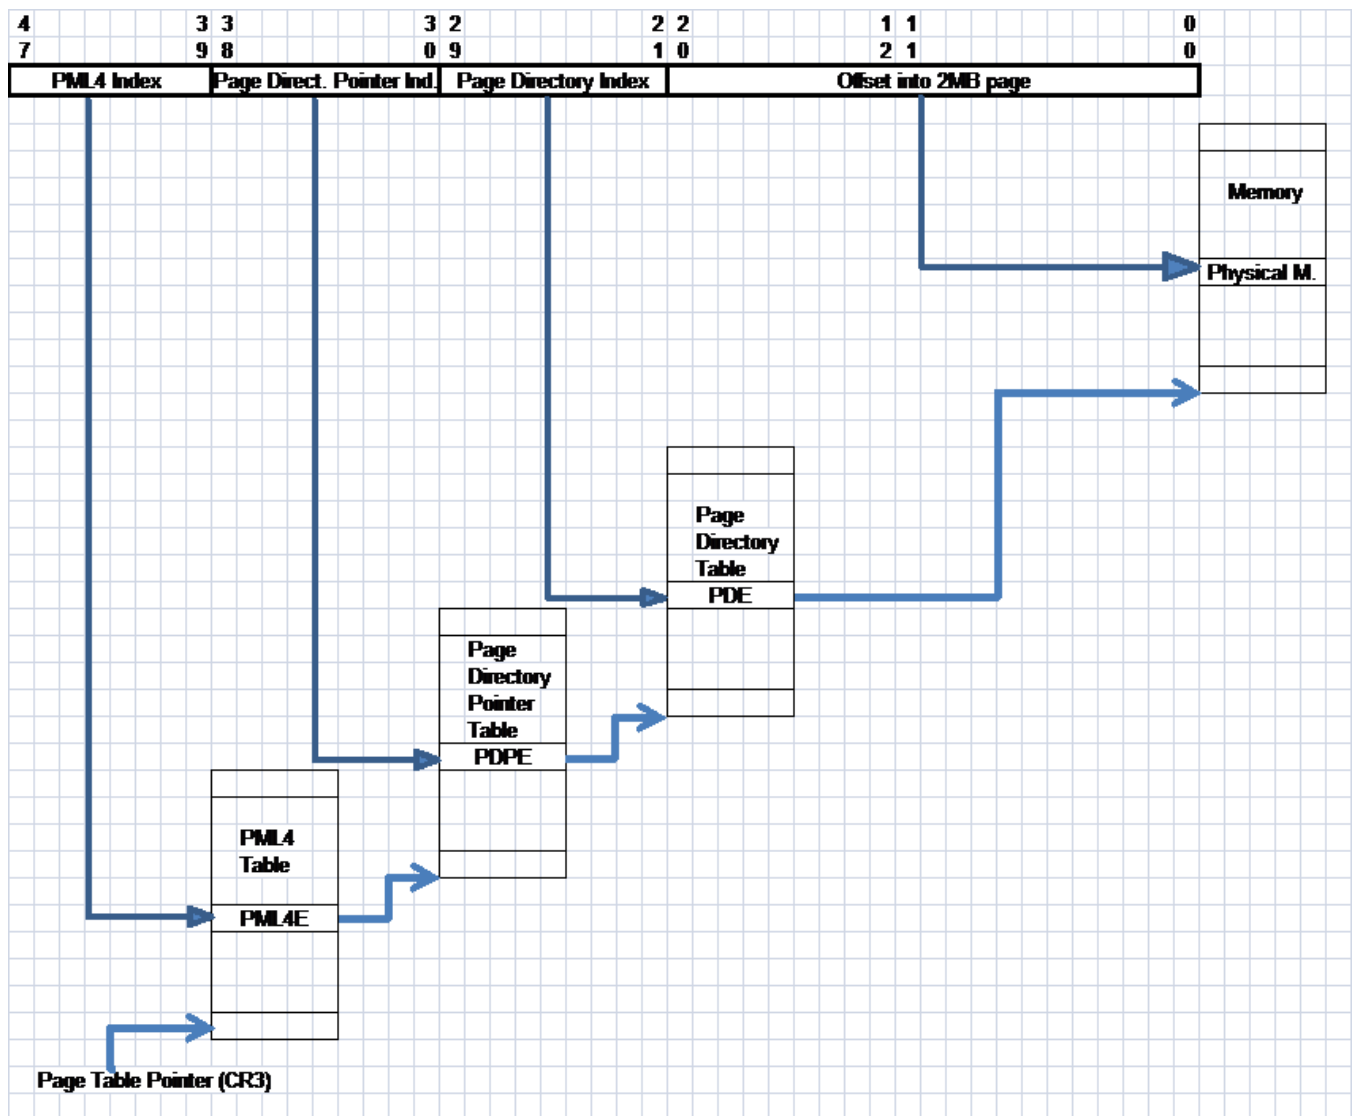 4 3 3 3 2 2 2 1 1 0
7 9 8 0 9 1 0 2 1 0
PML4 Index Page Direct. Pointer Ind. Page Directory Index Offset into 2MB page
Memory
Physical M.
Page
Directory
Table
PDE
Page
Directory
Pointer
Table
PDPE
PML4
Table
PML4E
Page Table Pointer (CR3)